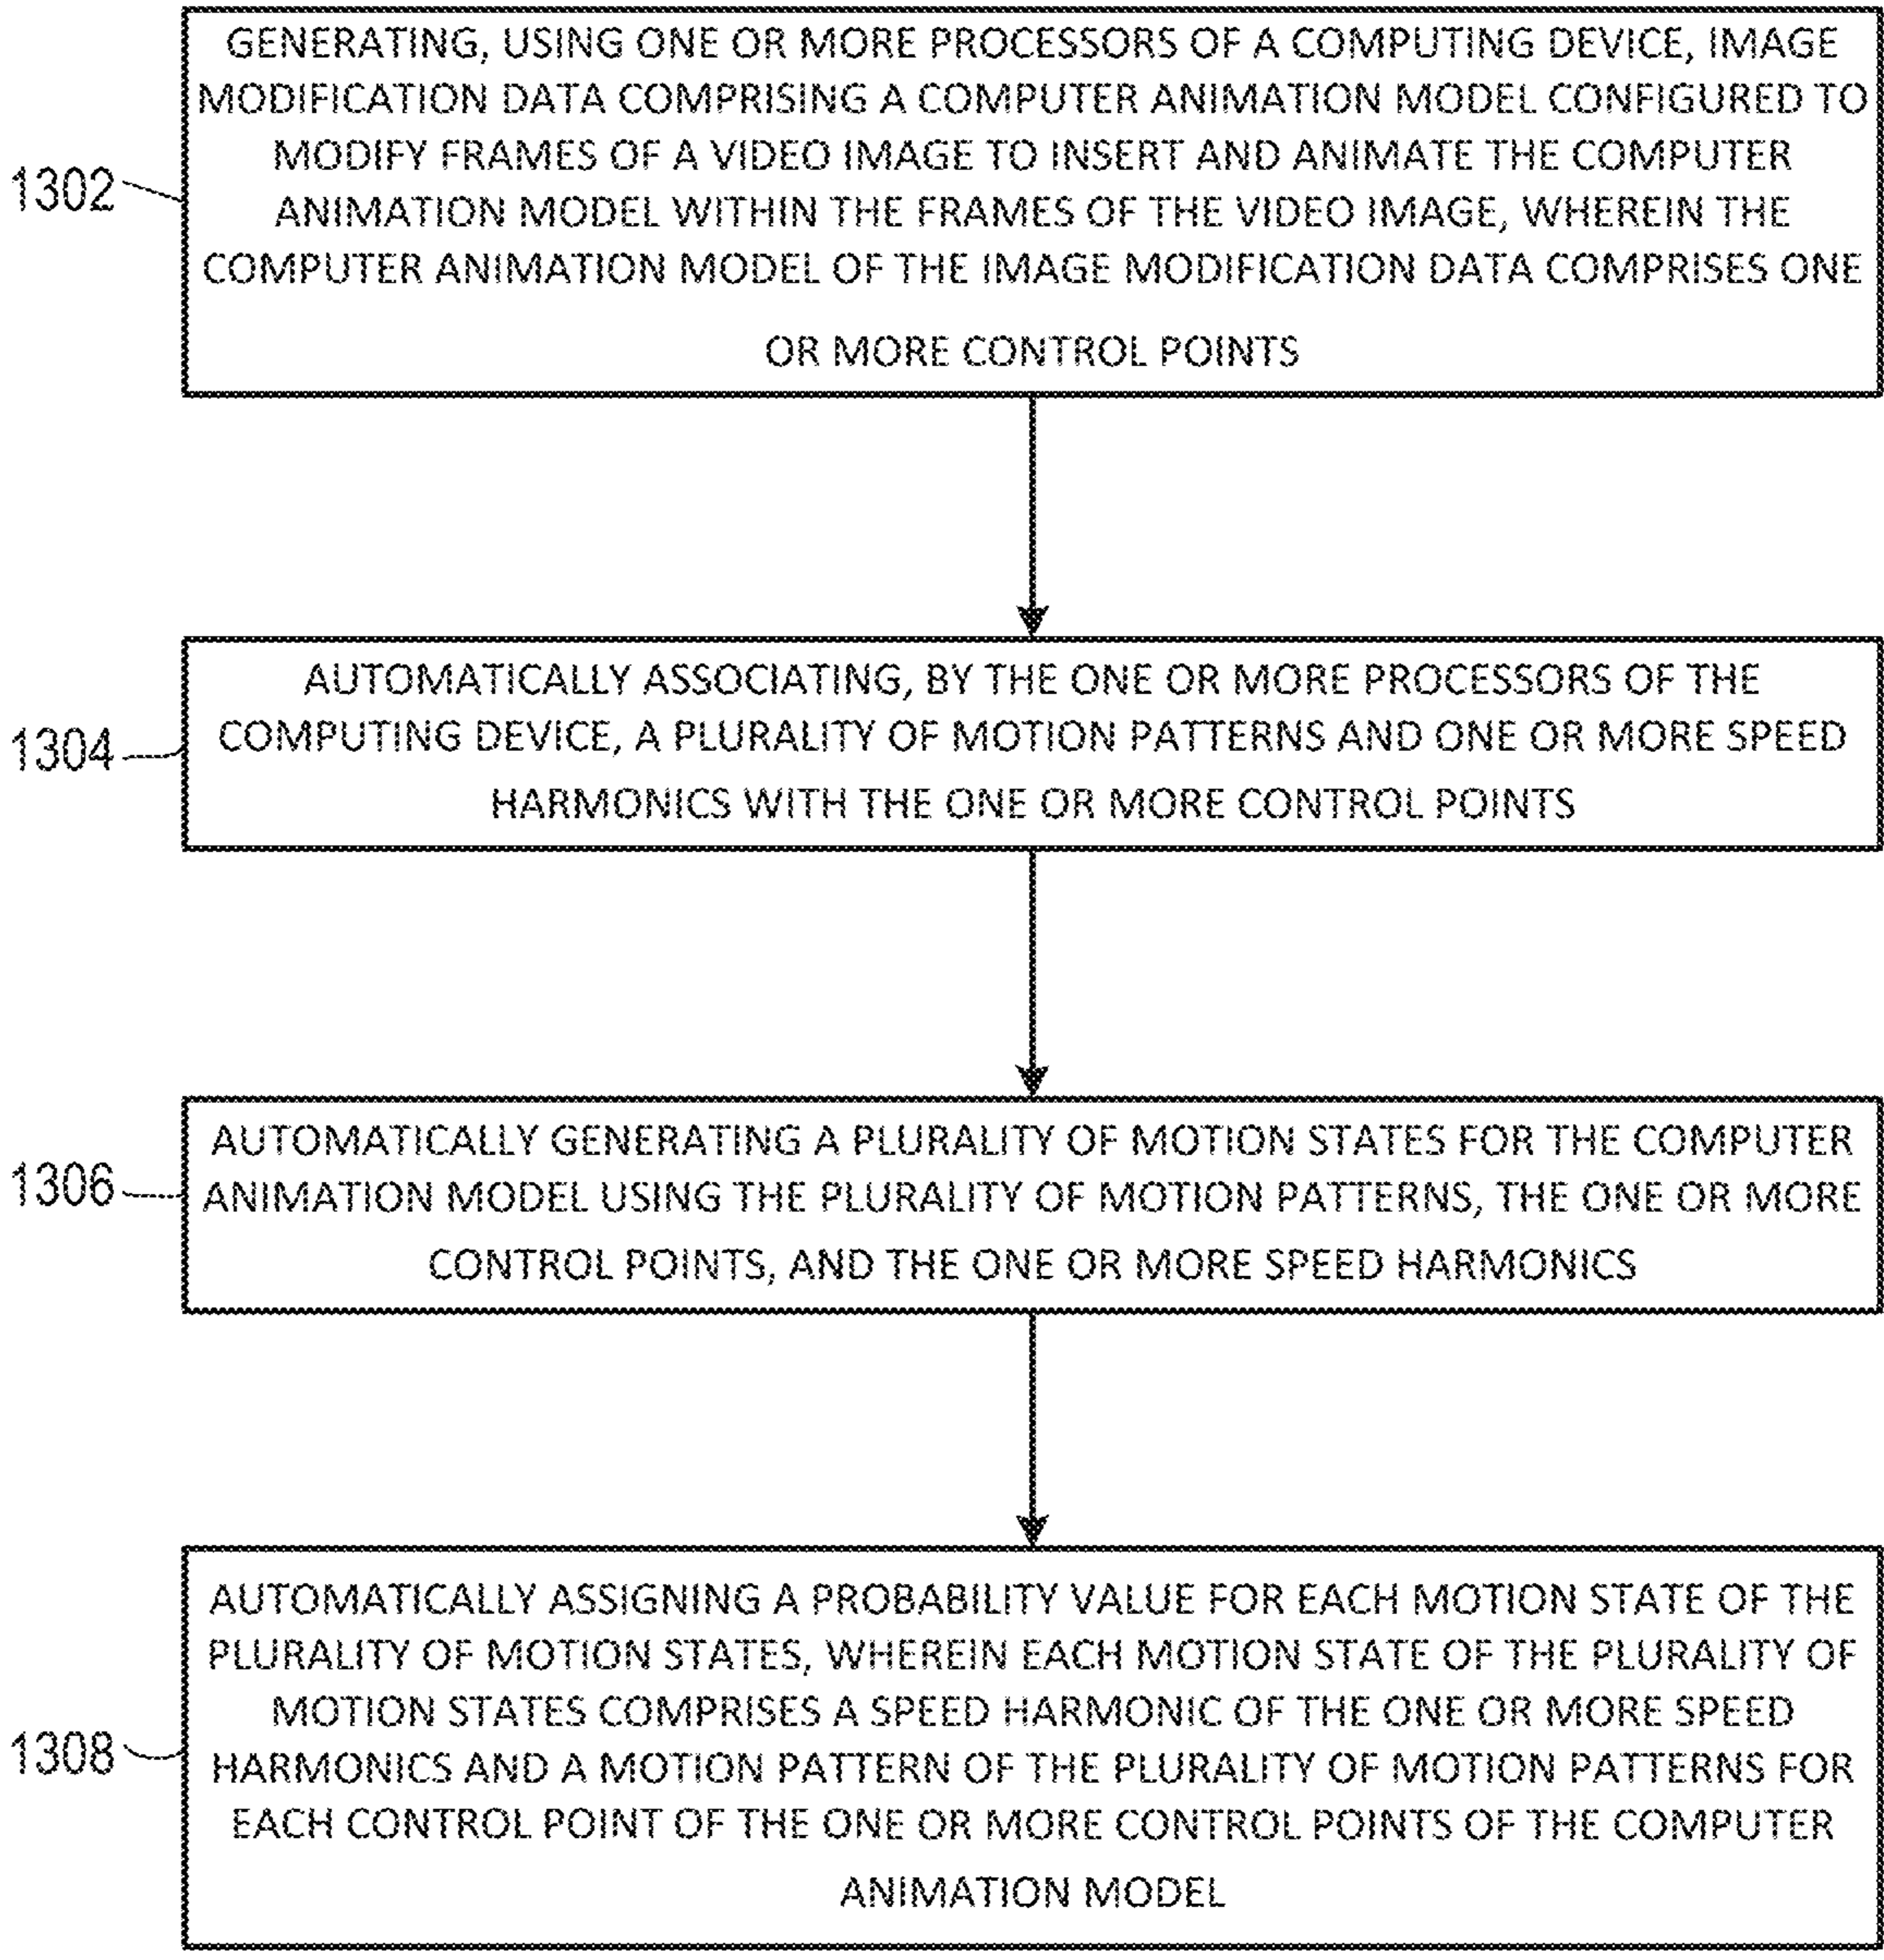 GENERATING, USING ONE OR MORE PROCESSORS OF A COMPUTING DEVICE, IMAGE
MODIFICATION DATA COMPRISING A COMPUTER ANIMATION MODEL CONFIGURED TO
MODIFY FRAMES OF A VIDEO IMAGE TO INSERT AND ANIMATE THE COMPUTER
1302
ANIMATION MODEL WITHIN THE FRAMES OF THE VIDEO IMAGE, WHEREIN THE
COMPUTER ANIMATION MODEL OF THE IMAGE MODIFICATION DATA COMPRISES ONE
OR MORE CONTROL POINTS
AUTOMATICALLY ASSOCIATING, BY THE ONE OR MORE PROCESSORS OF THE
1304
COMPUTING DEVICE, A PLURALITY OF MOTION PATTERNS AND ONE OR MORE SPEED
HARMONICS WITH THE ONE OR MORE CONTROL POINTS
AUTOMATICALLY GENERATING A PLURALITY OF MOTION STATES FOR THE COMPUTER
1306
ANIMATION MODEL USING THE PLURALITY OF MOTION PATTERNS, THE ONE OR MORE
CONTROL POINTS, AND THE ONE OR MORE SPEED HARMONICS
AUTOMATICALLY ASSIGNING A PROBABILITY VALUE FOR EACH MOTION STATE OF THE
PLURALITY OF MOTION STATES, WHEREIN EACH MOTION STATE OF THE PLURALITY OF
MOTION STATES COMPRISES A SPEED HARMONIC OF THE ONE OR MORE SPEED
1308
HARMONICS AND A MOTION PATTERN OF THE PLURALITY OF MOTION PATTERNS FOR
EACH CONTROL POINT OF THE ONE OR MORE CONTROL POINTS OF THE COMPUTER
ANIMATION MODEL